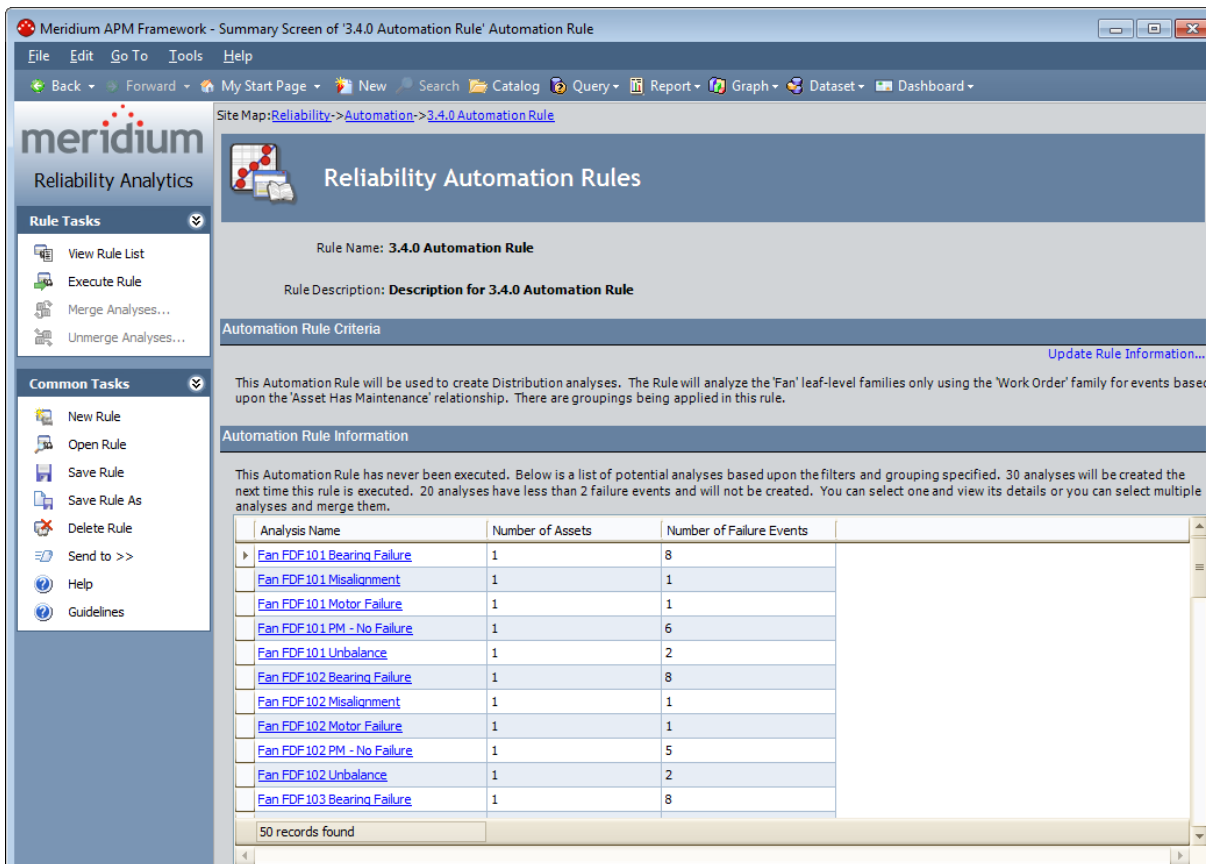 Meridium APM Framework - Summary Screen of '3.4.0 Automation Rule' Automation Rule
File Edit Go To Tools Help
Back Forward My Start Page New Search Catalog Query Report Graph Dataset Dashboard
meridium
Reliability Analytics
Rule Tasks
View Rule List
Execute Rule
Merge Analyses...
Unmerge Analyses...
Common Tasks
New Rule
Open Rule
Save Rule
Save Rule As
Delete Rule
Send to >>
Help
Guidelines
Site Map:Reliability->Automation->3.4.0 Automation Rule
Reliability Automation Rules
Rule Name: 3.4.0 Automation Rule
Rule Description: Description for 3.4.0 Automation Rule
Automation Rule Criteria
Update Rule Information...
This Automation Rule will be used to create Distribution analyses. The Rule will analyze the 'Fan' leaf-level families only using the 'Work Order' family for events based
upon the 'Asset Has Maintenance' relationship. There are groupings being applied in this rule.
Automation Rule Information
This Automation Rule has never been executed. Below is a list of potential analyses based upon the filters and grouping specified. 30 analyses will be created the
next time this rule is executed. 20 analyses have less than 2 failure events and will not be created. You can select one and view its details or you can select multiple
analyses and merge them.
Analysis Name Number of Assets Number of Failure Events
Fan FDF101 Bearing Failure 1 8
Fan FDF101 Misalignment 1 1
Fan FDF101 Motor Failure 1 1
Fan FDF101 PM - No Failure 1 6
Fan FDF101 Unbalance 1 2
Fan FDF102 Bearing Failure 1 8
Fan FDF102 Misalignment 1 1
Fan FDF102 Motor Failure 1 1
Fan FDF102 PM - No Failure 1 5
Fan FDF102 Unbalance 1 2
Fan FDF103 Bearing Failure 1 8
50 records found